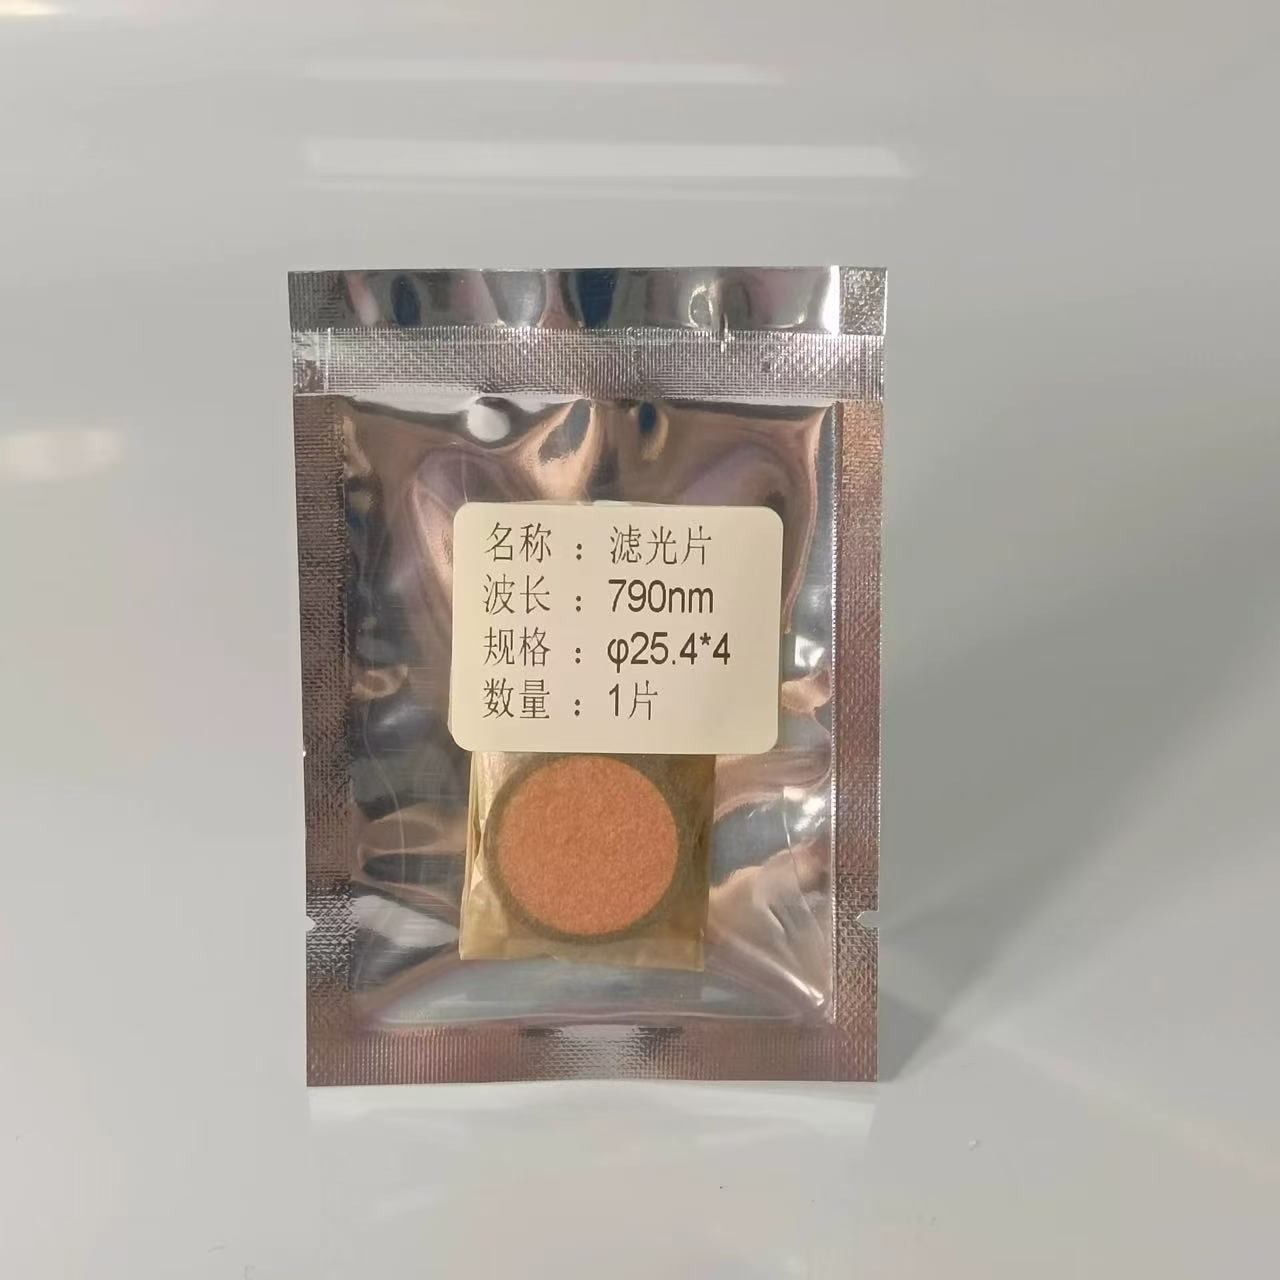 名称 : 滤光片
波长 : 790nm
规格 : φ25.4*4
数量 : 1片